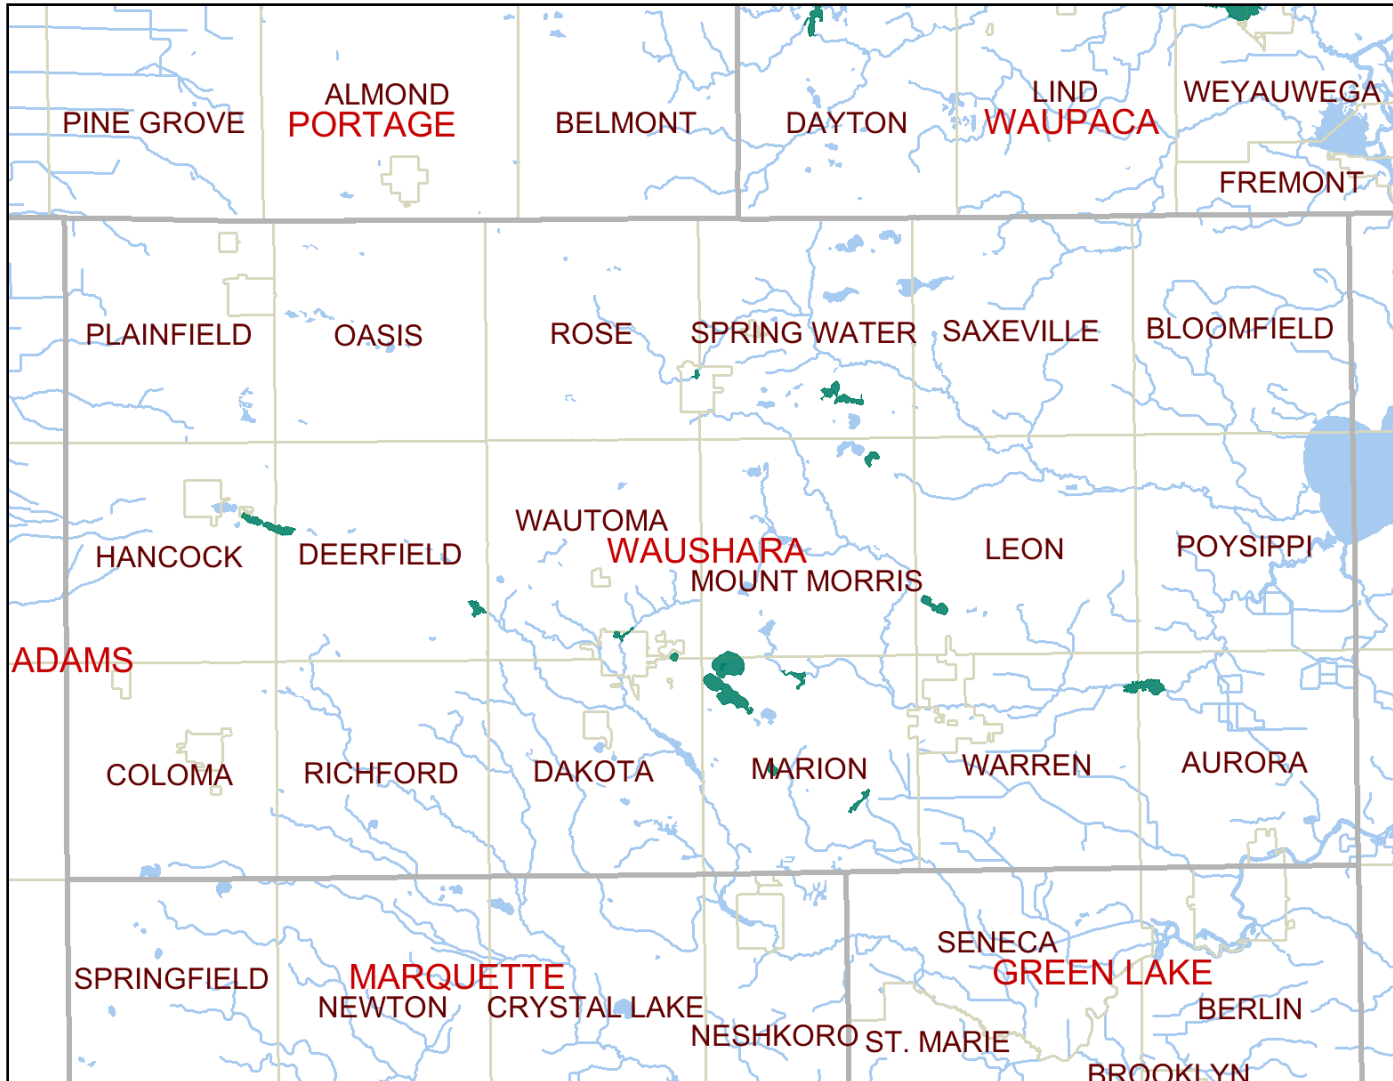 ALMOND
LIND
WEYAUWEGA
PINE GROVE
PORTAGE
BELMONT
DAYTON
WAUPACA
FREMONT
PLAINFIELD
OASIS
ROSE
SPRING WATER
SAXEVILLE
BLOOMFIELD
WAUTOMA
HANCOCK
DEERFIELD
WAUSHARA
LEON
POYSIPPI
MOUNT MORRIS
ADAMS
COLOMA
RICHFORD
DAKOTA
MARION
WARREN
AURORA
SENECA
SPRINGFIELD
MARQUETTE
GREEN LAKE
NEWTON
CRYSTAL LAKE
BERLIN
NESHKORO
ST. MARIE
BROOKLYN